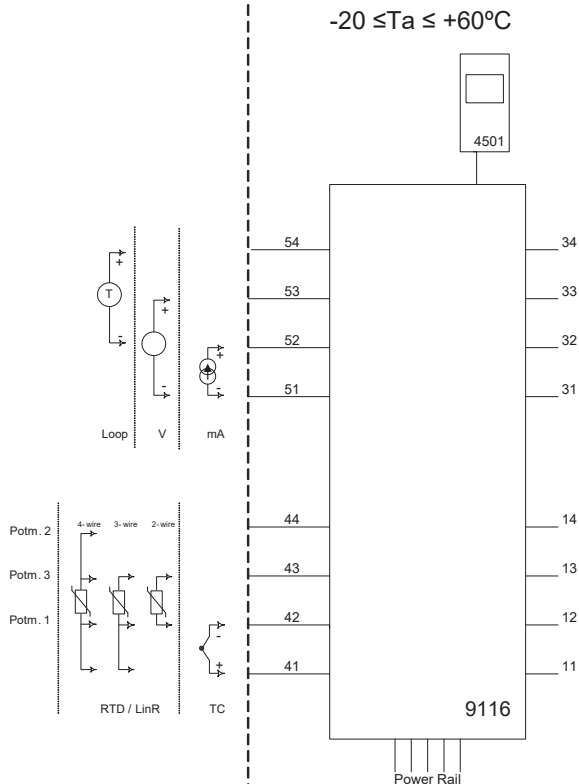 -20 ≤Ta ≤ +60ºC
4501
54
34
+
T
53
33
+
-
52
32
+
-
51
31
-
Loop
V
mA
Potm. 2
4- wire
3- wire
2- wire
44
14
Potm. 3
43
13
Potm. 1
42
12
-
+
41
11
RTD / LinR
TC
9116
Power Rail